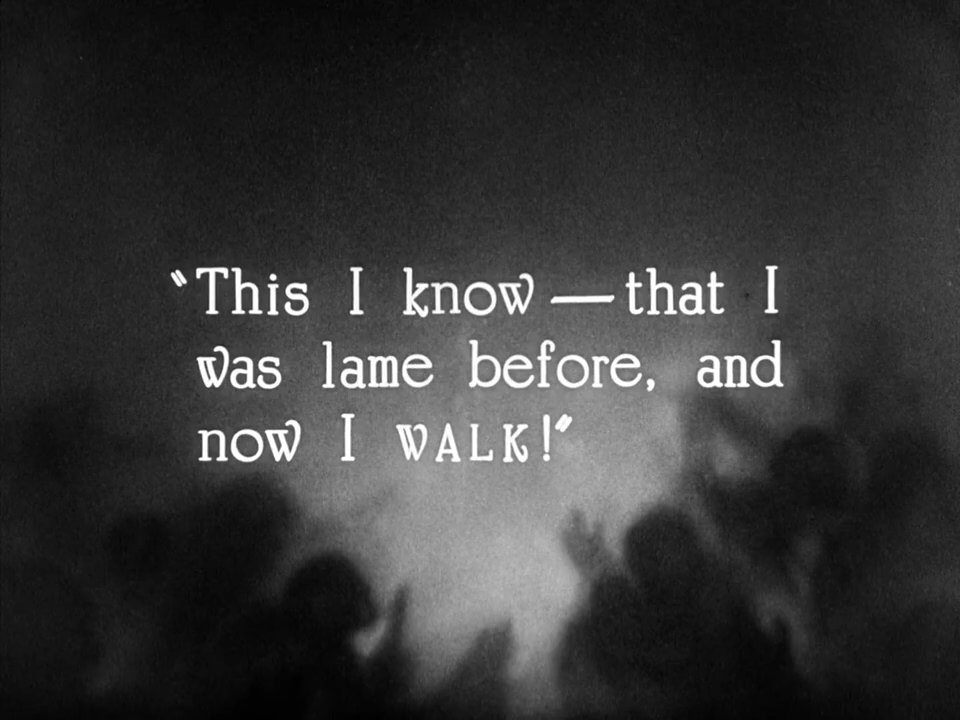 "This I know — that I
was lame before, and
now I WALK!"